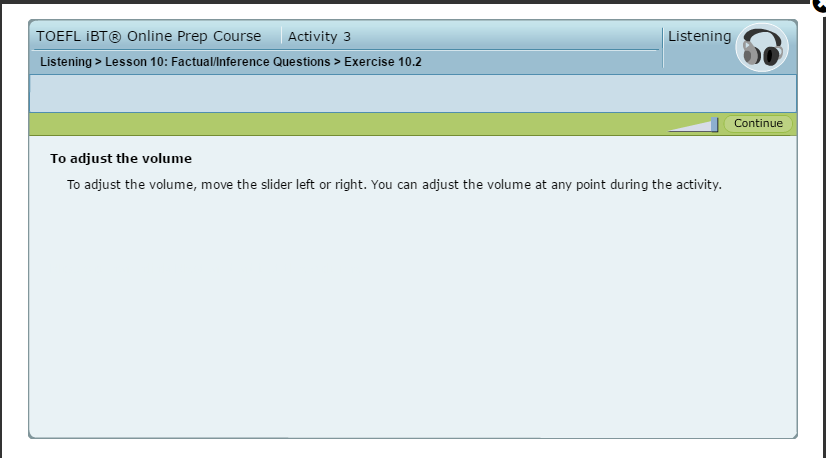 TOEFL iBT® Online Prep Course
Activity 3
Listening
Listening > Lesson 10: Factual/Inference Questions > Exercise 10.2
Continue
To adjust the volume
To adjust the volume, move the slider left or right. You can adjust the volume at any point during the activity.